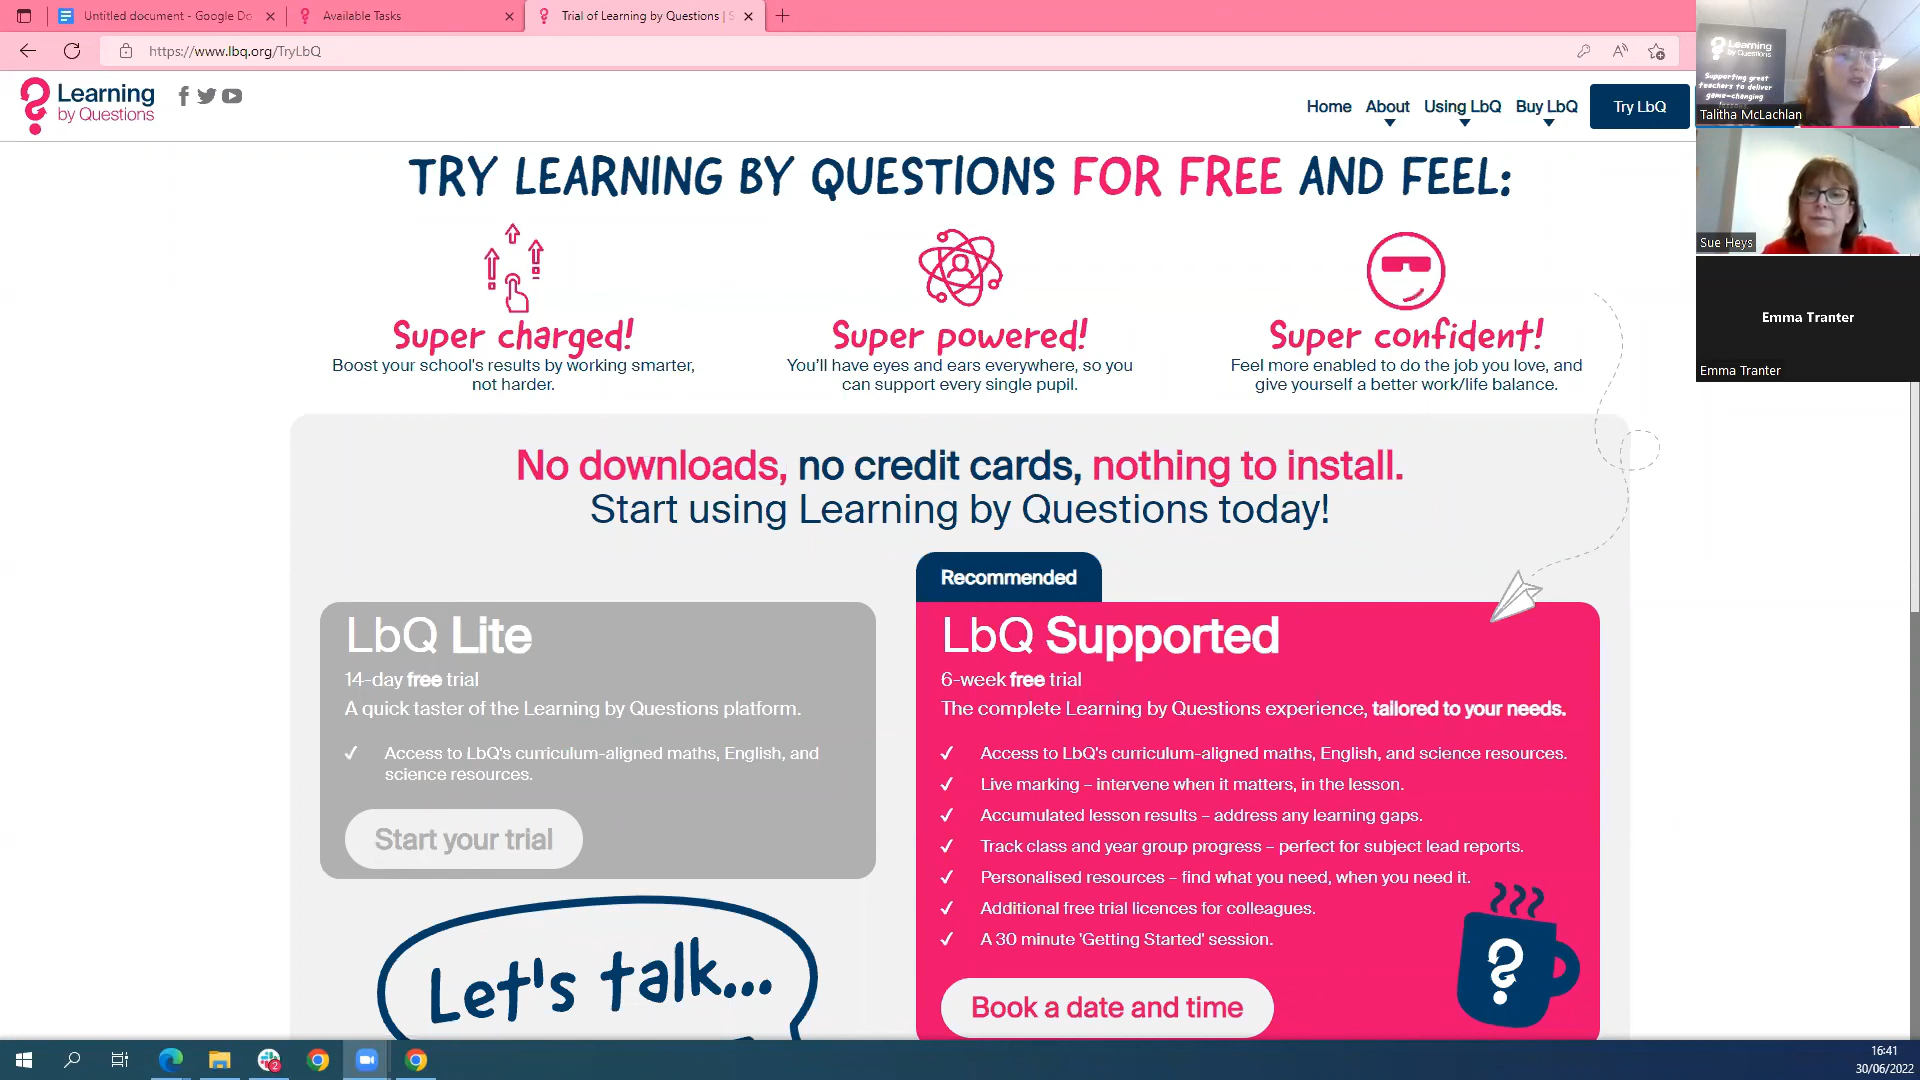 Untitled document - Google Do
Available Tasks
Trial of Learning by Questions | S
https://www.lbq.org/TryLbQ
Learning
by Questions
Home
About
Using LbQ
Buy LbQ
Try LbQ
TRY LEARNING BY QUESTIONS FOR FREE AND FEEL:
Super charged!
Boost your school's results by working smarter,
not harder.
Super powered!
You'll have eyes and ears everywhere, so you
can support every single pupil.
Super confident!
Feel more enabled to do the job you love, and
give yourself a better work/life balance.
No downloads, no credit cards, nothing to install.
Start using Learning by Questions today!
LbQ Lite
14-day free trial
A quick taster of the Learning by Questions platform.
Access to LbQ's curriculum-aligned maths, English, and
science resources.
Start your trial
Let's talk...
Recommended
LbQ Supported
6-week free trial
The complete Learning by Questions experience, tailored to your needs.
Access to LbQ's curriculum-aligned maths, English, and science resources.
Live marking – intervene when it matters, in the lesson.
Accumulated lesson results – address any learning gaps.
Track class and year group progress – perfect for subject lead reports.
Personalised resources – find what you need, when you need it.
Additional free trial licences for colleagues.
A 30 minute 'Getting Started' session.
Book a date and time
Learning
by Questions
Supporting great
teachers to deliver
game-changing
Talitha McLachlan
Sue Heys
Emma Tranter
Emma Tranter
2
16:41
30/06/2022